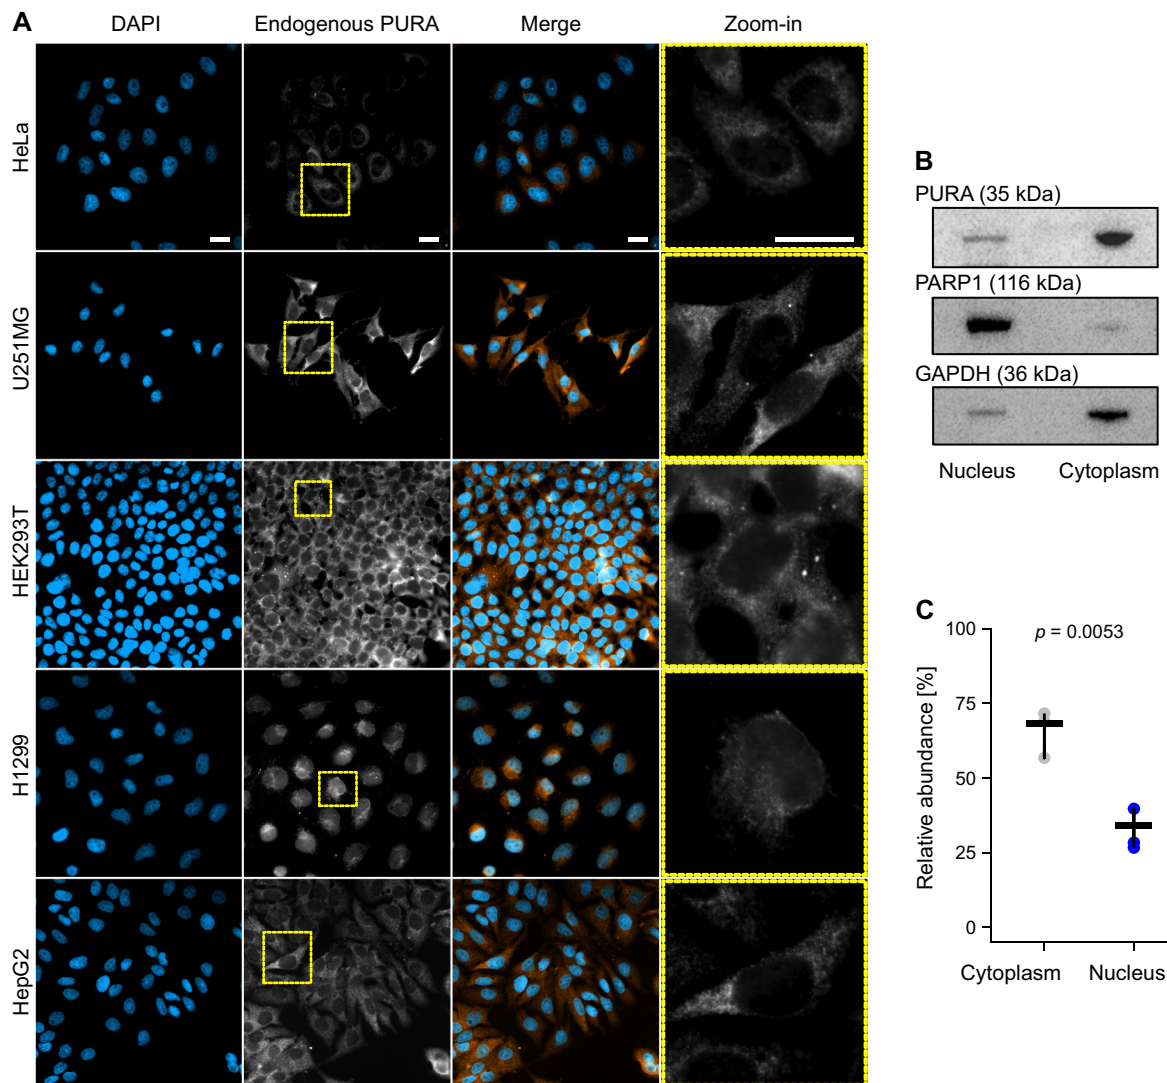 A
DAPI
Endogenous PURA
Merge
Zoom-in
HeLa
U251MG
HEK293T
H1299
HepG2
B
PURA (35 kDa)
PARP1 (116 kDa)
GAPDH (36 kDa)
Nucleus
Cytoplasm
C
p = 0.0053
Relative abundance [%]
100
75
50
25
0
Cytoplasm
Nucleus